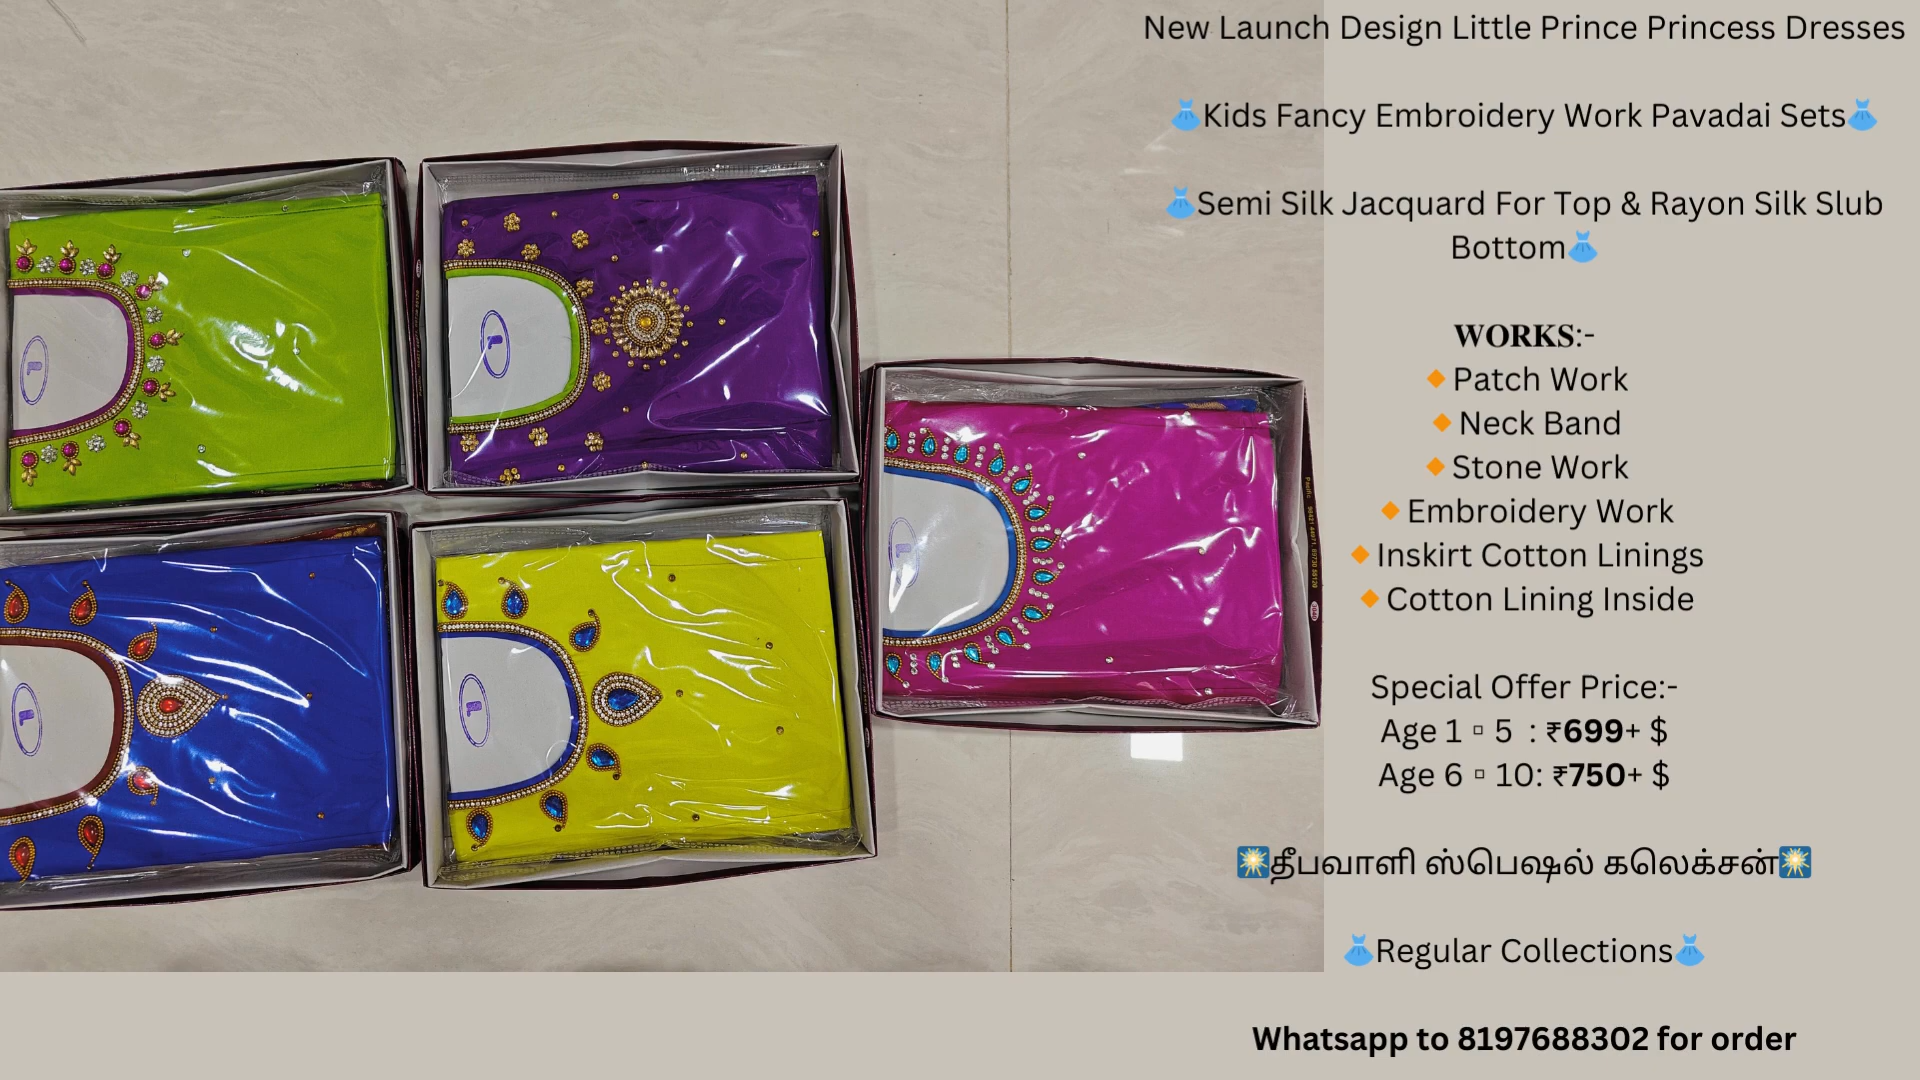 New Launch Design Little Prince Princess Dresses
👗Kids Fancy Embroidery Work Pavadai Sets👗
👗Semi Silk Jacquard For Top & Rayon Silk Slub
Bottom👗
𝐖𝐎𝐑𝐊𝐒:-
🔸Patch Work
🔸Neck Band
🔸Stone Work
🔸Embroidery Work
🔸Inskirt Cotton Linings
🔸Cotton Lining Inside
Special Offer Price:-
Age 1 ▫ 5 : ₹699+ $
Age 6 ▫ 10: ₹750+ $
🎇தீபவாளி ஸ்பெஷல் கலெக்சன்🎇
👗Regular Collections👗
Whatsapp to 8197688302 for order